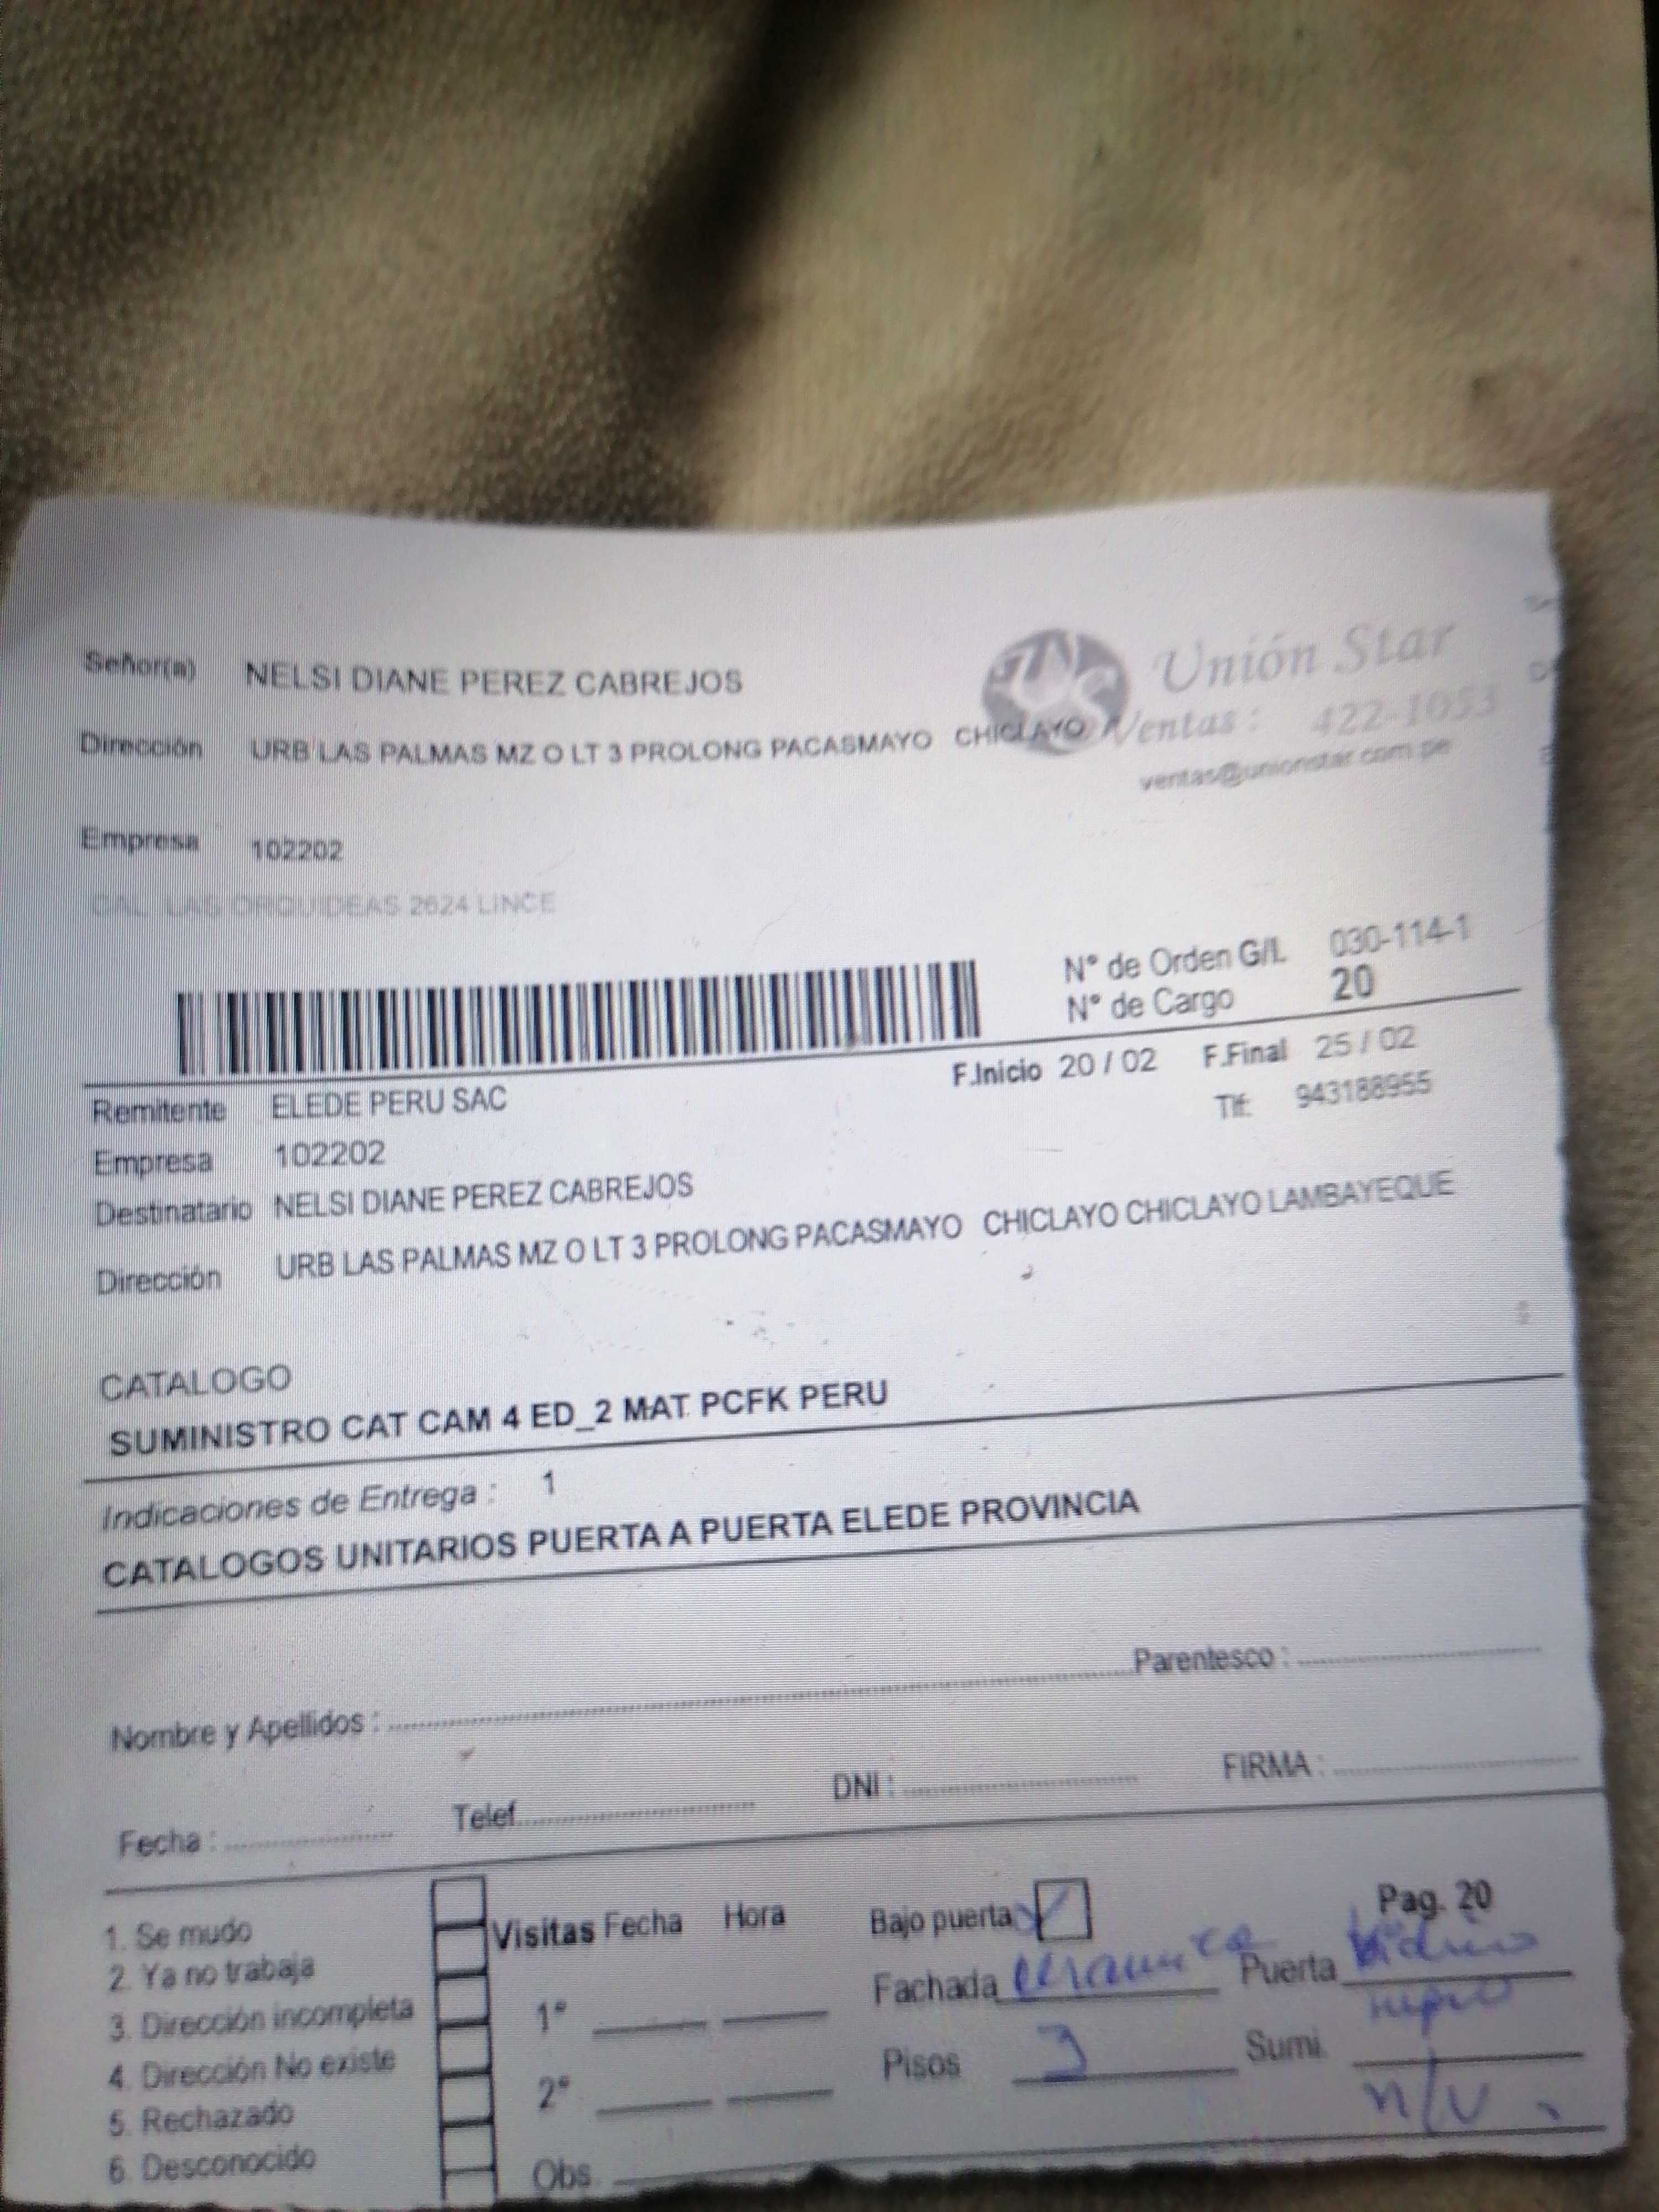 Señor(a) NELSI DIANE PEREZ CABREJOS
Unión Star
Dirección URB LAS PALMAS MZ O LT 3 PROLONG PACASMAYO CHICLAYO
Ventas : 422-1053
ventas@unionstar.com.pe
Empresa 102202
CAL LAS ORQUIDEAS 2624 LINCE
N° de Orden G/L 030-114-1
N° de Cargo 20
F.Inicio 20 / 02 F.Final 25 / 02
Remitente ELEDE PERU SAC
Tlf: 943188955
Empresa 102202
Destinatario NELSI DIANE PEREZ CABREJOS
Dirección URB LAS PALMAS MZ O LT 3 PROLONG PACASMAYO CHICLAYO CHICLAYO LAMBAYEQUE
CATALOGO
SUMINISTRO CAT CAM 4 ED_2 MAT PCFK PERU
Indicaciones de Entrega : 1
CATALOGOS UNITARIOS PUERTA A PUERTA ELEDE PROVINCIA
Nombre y Apellidos : Parentesco :
Fecha : Telef. DNI : FIRMA :
1. Se mudo
2. Ya no trabaja
3. Dirección incompleta
4. Dirección No existe
5. Rechazado
6. Desconocido
Visitas Fecha Hora
1°
2°
Obs.
Bajo puerta
Pag. 20
Fachada Puerta Vidrio
Pisos 3 Sumi.
n/v.